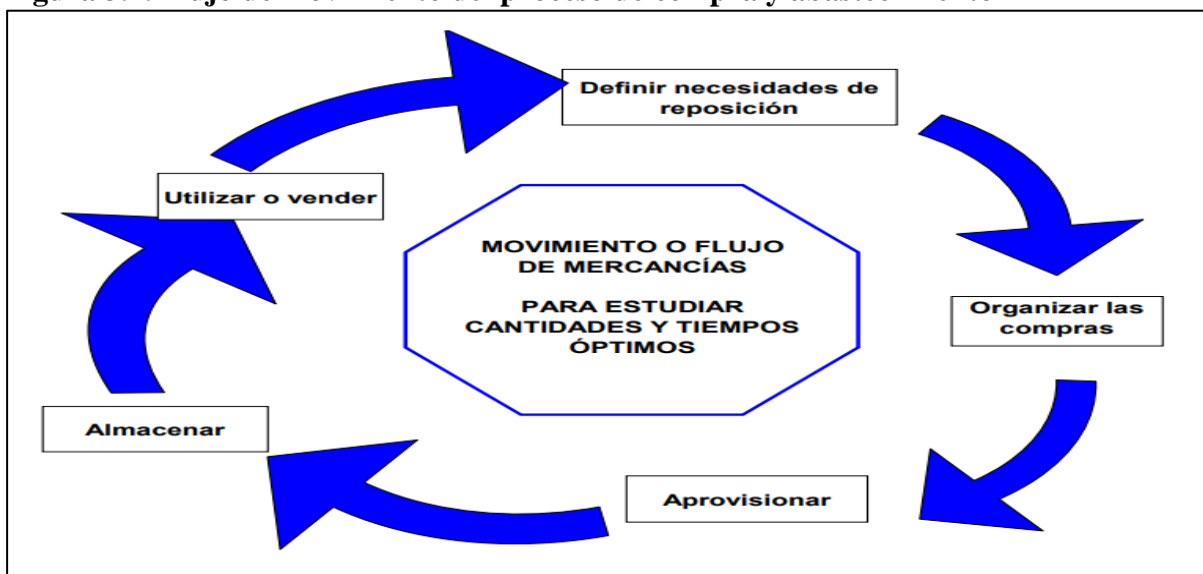 Definir necesidades de
reposición
Utilizar o vender
MOVIMIENTO O FLUJO
DE MERCANCÍAS
PARA ESTUDIAR
CANTIDADES Y TIEMPOS
ÓPTIMOS
Organizar las
compras
Almacenar
Aprovisionar